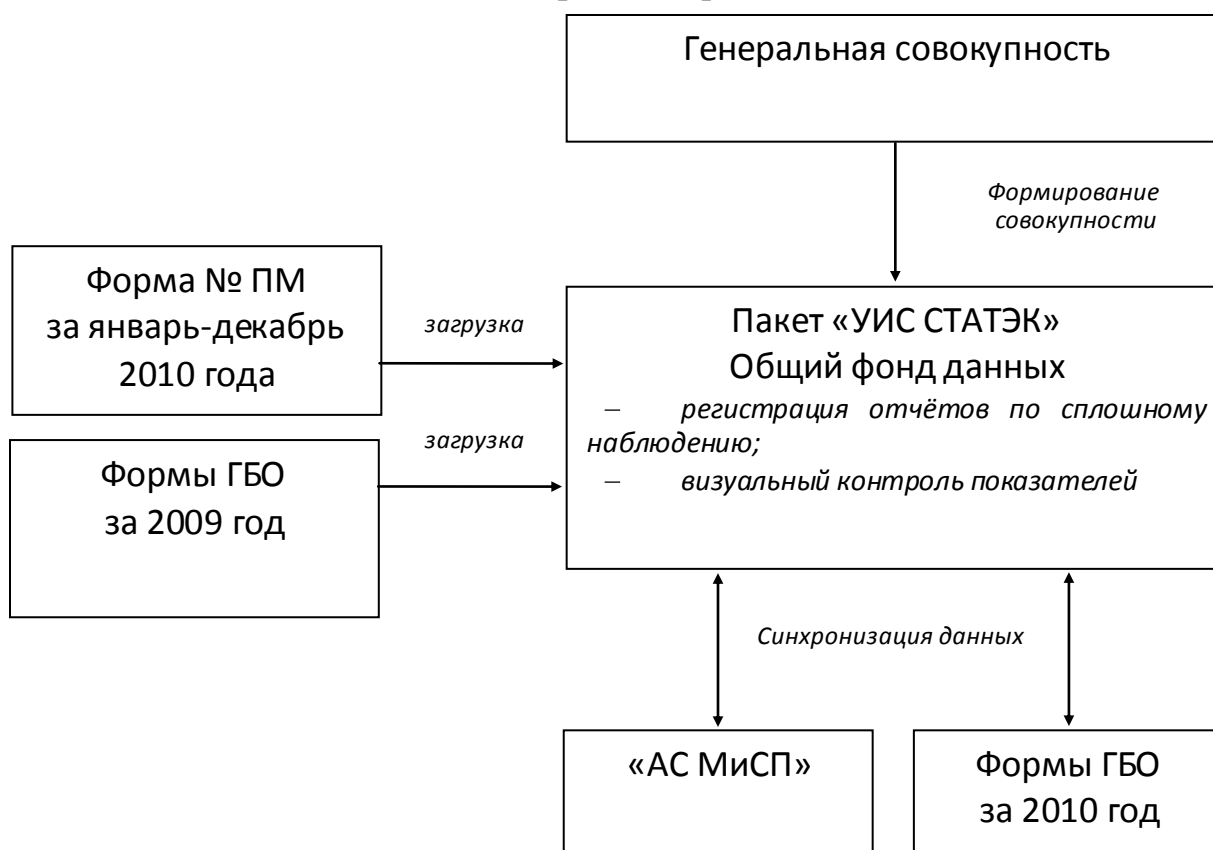 Генеральная совокупность
Формирование
совокупности
Форма № ПМ
за январь-декабрь
2010 года
загрузка
Формы ГБО
за 2009 год
загрузка
Пакет «УИС СТАТЭК»
Общий фонд данных
– регистрация отчётов по сплошному
наблюдению;
– визуальный контроль показателей
Синхронизация данных
«АС МиСП»
Формы ГБО
за 2010 год